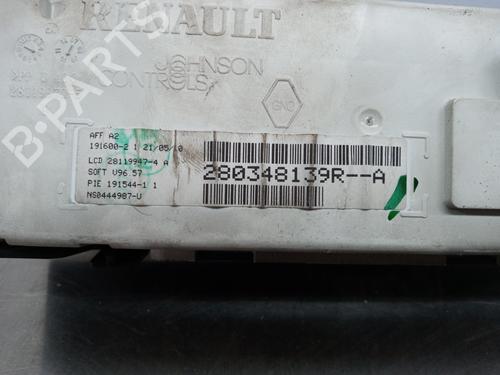 RENAULT
JOHNSON
CONTROLS
GNO
B-PARTS
AFF A2
191600-2 1 21/05/10
LCD 28119947-4 A
SOFT V96.57
PIE 191544-1 1
NS0444987-U
280348139R--A